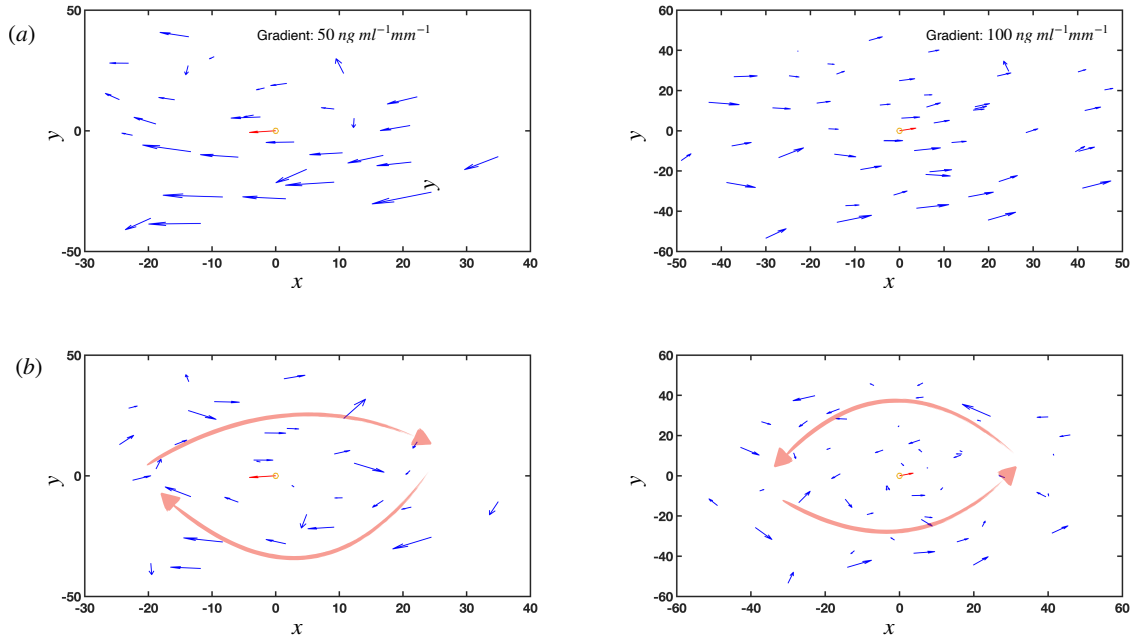 (a)
Gradient: 50 ng ml⁻¹mm⁻¹
50
0
-50
y
y
-30 -20 -10 0 10 20 30 40
x
Gradient: 100 ng ml⁻¹mm⁻¹
60
40
20
0
-20
-40
-60
y
-50 -40 -30 -20 -10 0 10 20 30 40 50
x
(b)
50
0
-50
y
-30 -20 -10 0 10 20 30 40
x
60
40
20
0
-20
-40
-60
y
-60 -40 -20 0 20 40 60
x